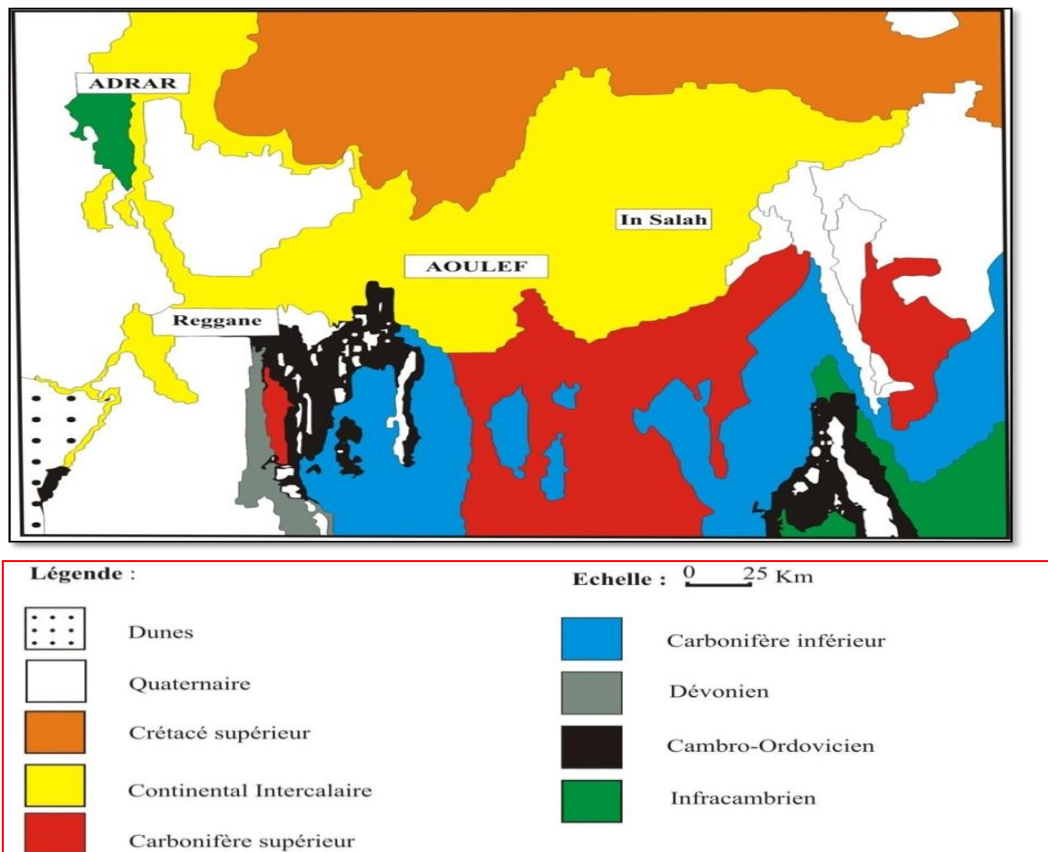 ADRAR
In Salah
AOULEF
Reggane
Légende :
Dunes
Quaternaire
Crétacé supérieur
Continental Intercalaire
Carbonifère supérieur
Echelle : 0 25 Km
Carbonifère inférieur
Dévonien
Cambro-Ordovicien
Infracambrien